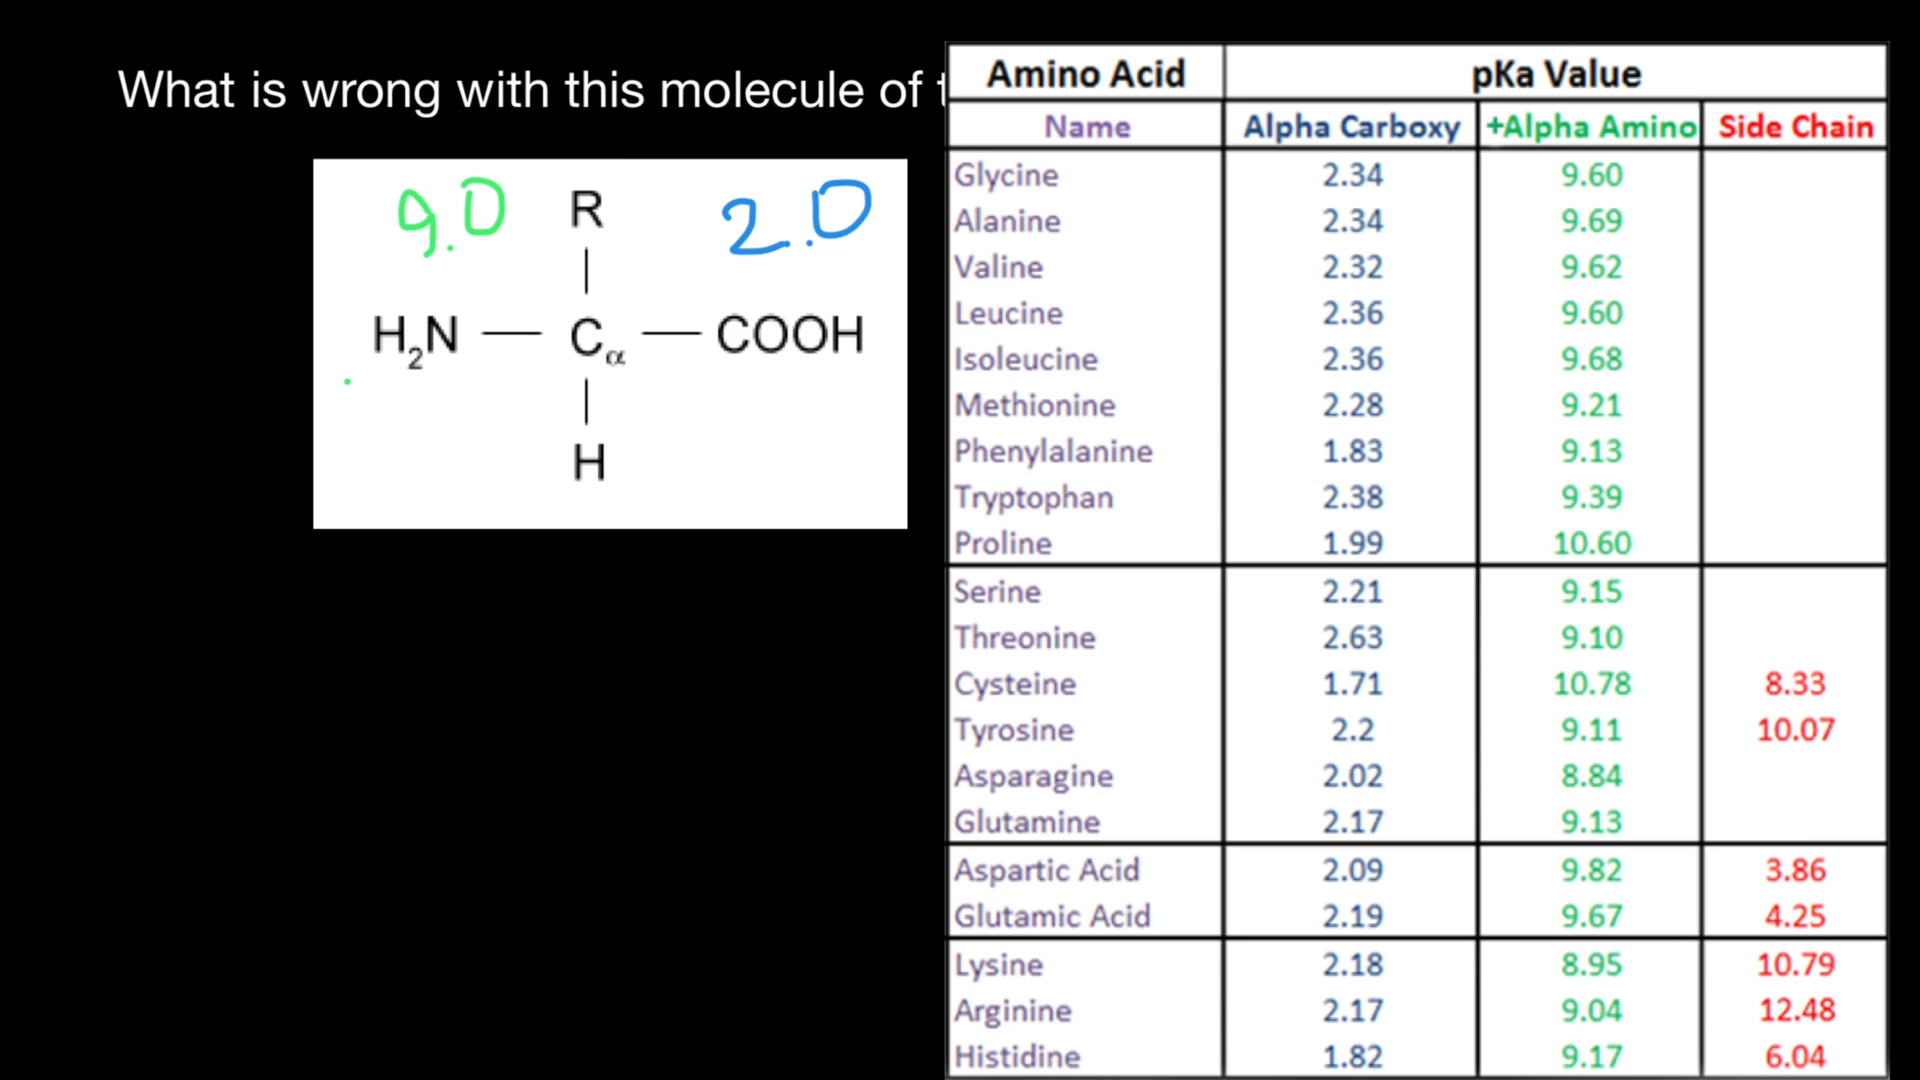 What is wrong with this molecule of
9.0 R 2.0
H₂N — Cα — COOH
H
Amino Acid pKa Value
Name Alpha Carboxy +Alpha Amino Side Chain
Glycine 2.34 9.60
Alanine 2.34 9.69
Valine 2.32 9.62
Leucine 2.36 9.60
Isoleucine 2.36 9.68
Methionine 2.28 9.21
Phenylalanine 1.83 9.13
Tryptophan 2.38 9.39
Proline 1.99 10.60
Serine 2.21 9.15
Threonine 2.63 9.10
Cysteine 1.71 10.78 8.33
Tyrosine 2.2 9.11 10.07
Asparagine 2.02 8.84
Glutamine 2.17 9.13
Aspartic Acid 2.09 9.82 3.86
Glutamic Acid 2.19 9.67 4.25
Lysine 2.18 8.95 10.79
Arginine 2.17 9.04 12.48
Histidine 1.82 9.17 6.04